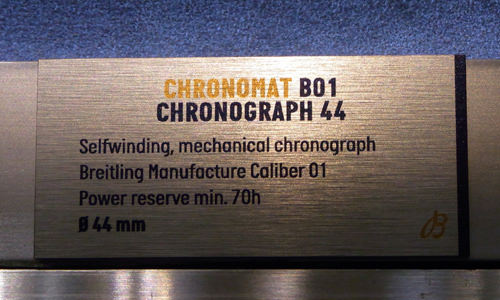 CHRONOMAT B01
CHRONOGRAPH 44
Selfwinding, mechanical chronograph
Breitling Manufacture Caliber 01
Power reserve min. 70h
Ø 44 mm
B